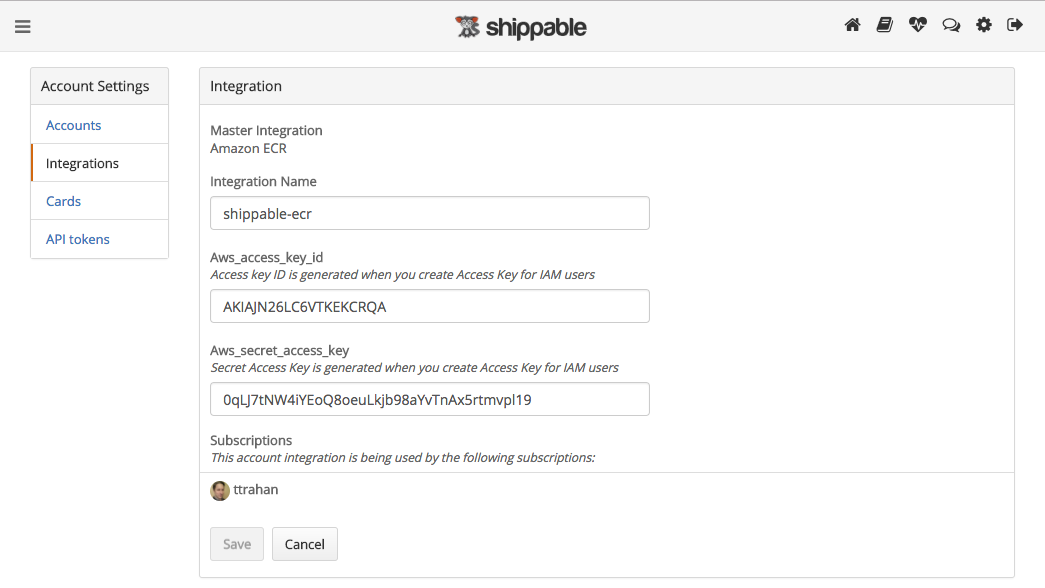 shippable
Account Settings
Accounts
Integrations
Cards
API tokens
Integration
Master Integration
Amazon ECR
Integration Name
shippable-ecr
Aws_access_key_id
Access key ID is generated when you create Access Key for IAM users
AKIAJN26LC6VTKEKCRQA
Aws_secret_access_key
Secret Access Key is generated when you create Access Key for IAM users
0qLJ7tNW4iYEoQ8oeuLkjb98aYvTnAx5rtmvpl19
Subscriptions
This account integration is being used by the following subscriptions:
ttrahan
Save
Cancel